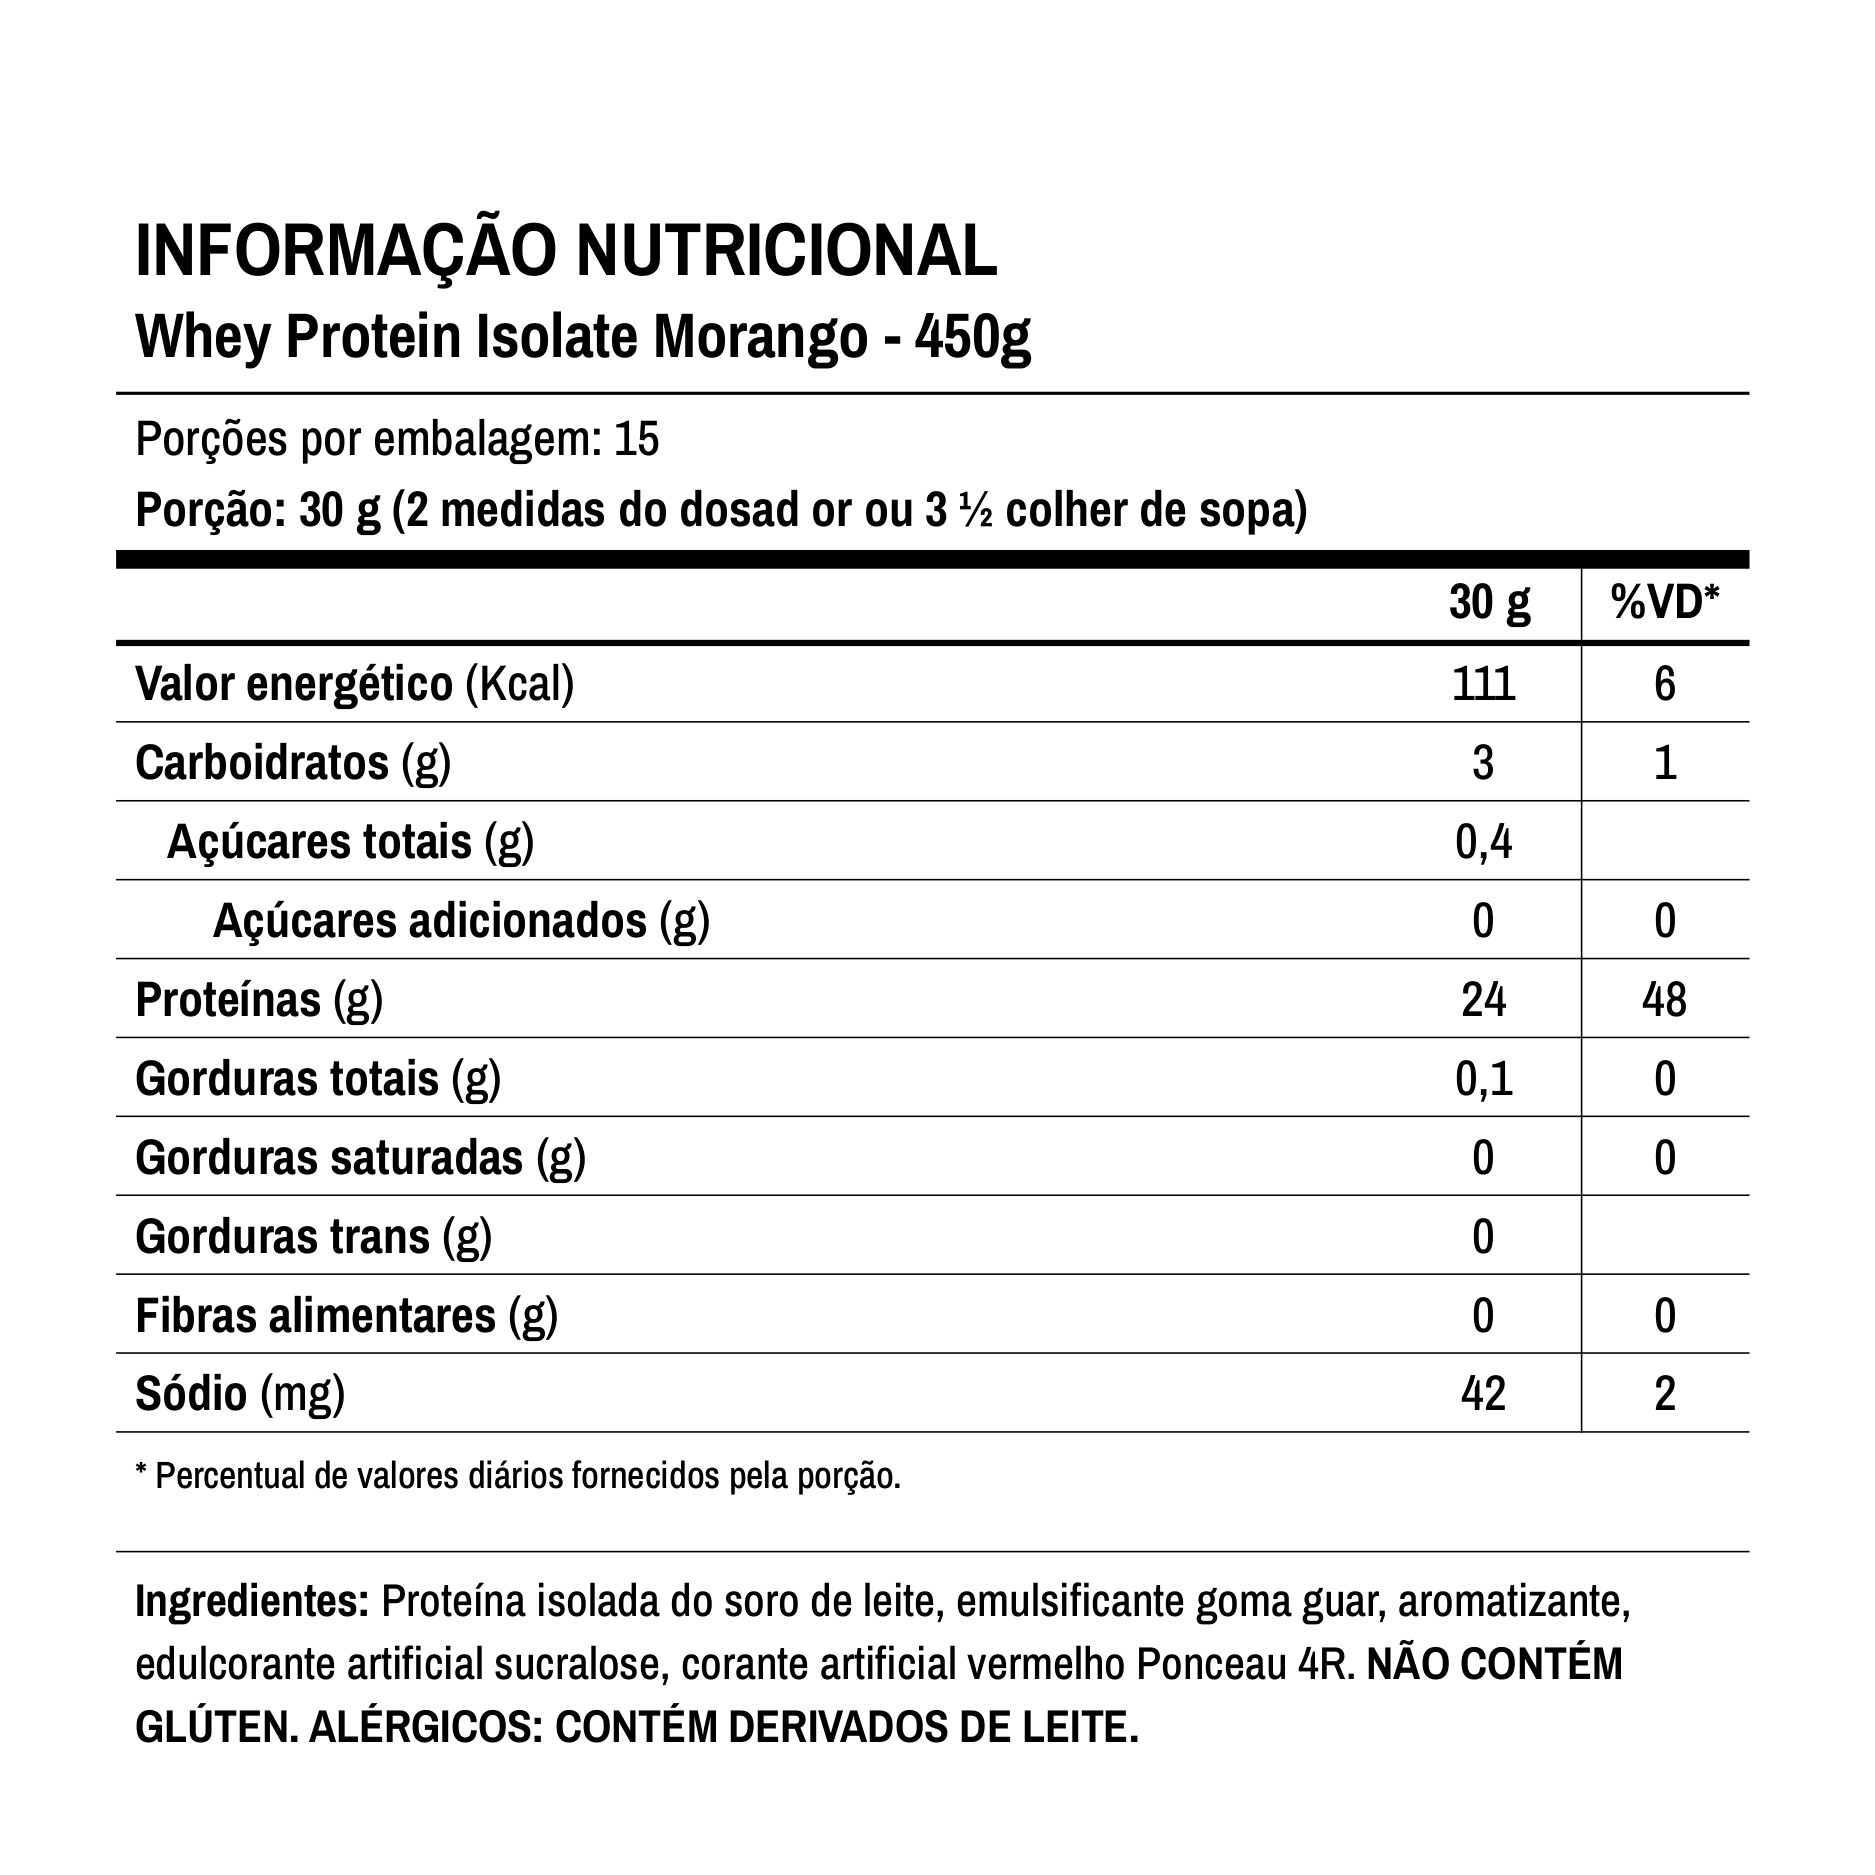 INFORMAÇÃO NUTRICIONAL
Whey Protein Isolate Morango - 450g
Porções por embalagem: 15
Porção: 30 g (2 medidas do dosad or ou 3 ½ colher de sopa)
30 g %VD*
Valor energético (Kcal) 111 6
Carboidratos (g) 3 1
Açúcares totais (g) 0,4
Açúcares adicionados (g) 0 0
Proteínas (g) 24 48
Gorduras totais (g) 0,1 0
Gorduras saturadas (g) 0 0
Gorduras trans (g) 0
Fibras alimentares (g) 0 0
Sódio (mg) 42 2
* Percentual de valores diários fornecidos pela porção.
Ingredientes: Proteína isolada do soro de leite, emulsificante goma guar, aromatizante,
edulcorante artificial sucralose, corante artificial vermelho Ponceau 4R. NÃO CONTÉM
GLÚTEN. ALÉRGICOS: CONTÉM DERIVADOS DE LEITE.